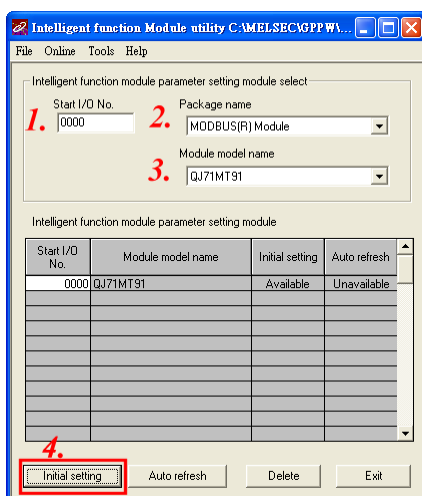 Intelligent function Module utility C:\MELSEC\GPPW\...
File Online Tools Help
Intelligent function module parameter setting module select
Start I/O No.
1. 0000
Package name
2. MODBUS(R) Module
Module model name
3. QJ71MT91
Intelligent function module parameter setting module
Start I/O No. Module model name Initial setting Auto refresh
0000 QJ71MT91 Available Unavailable
4.
Initial setting Auto refresh Delete Exit